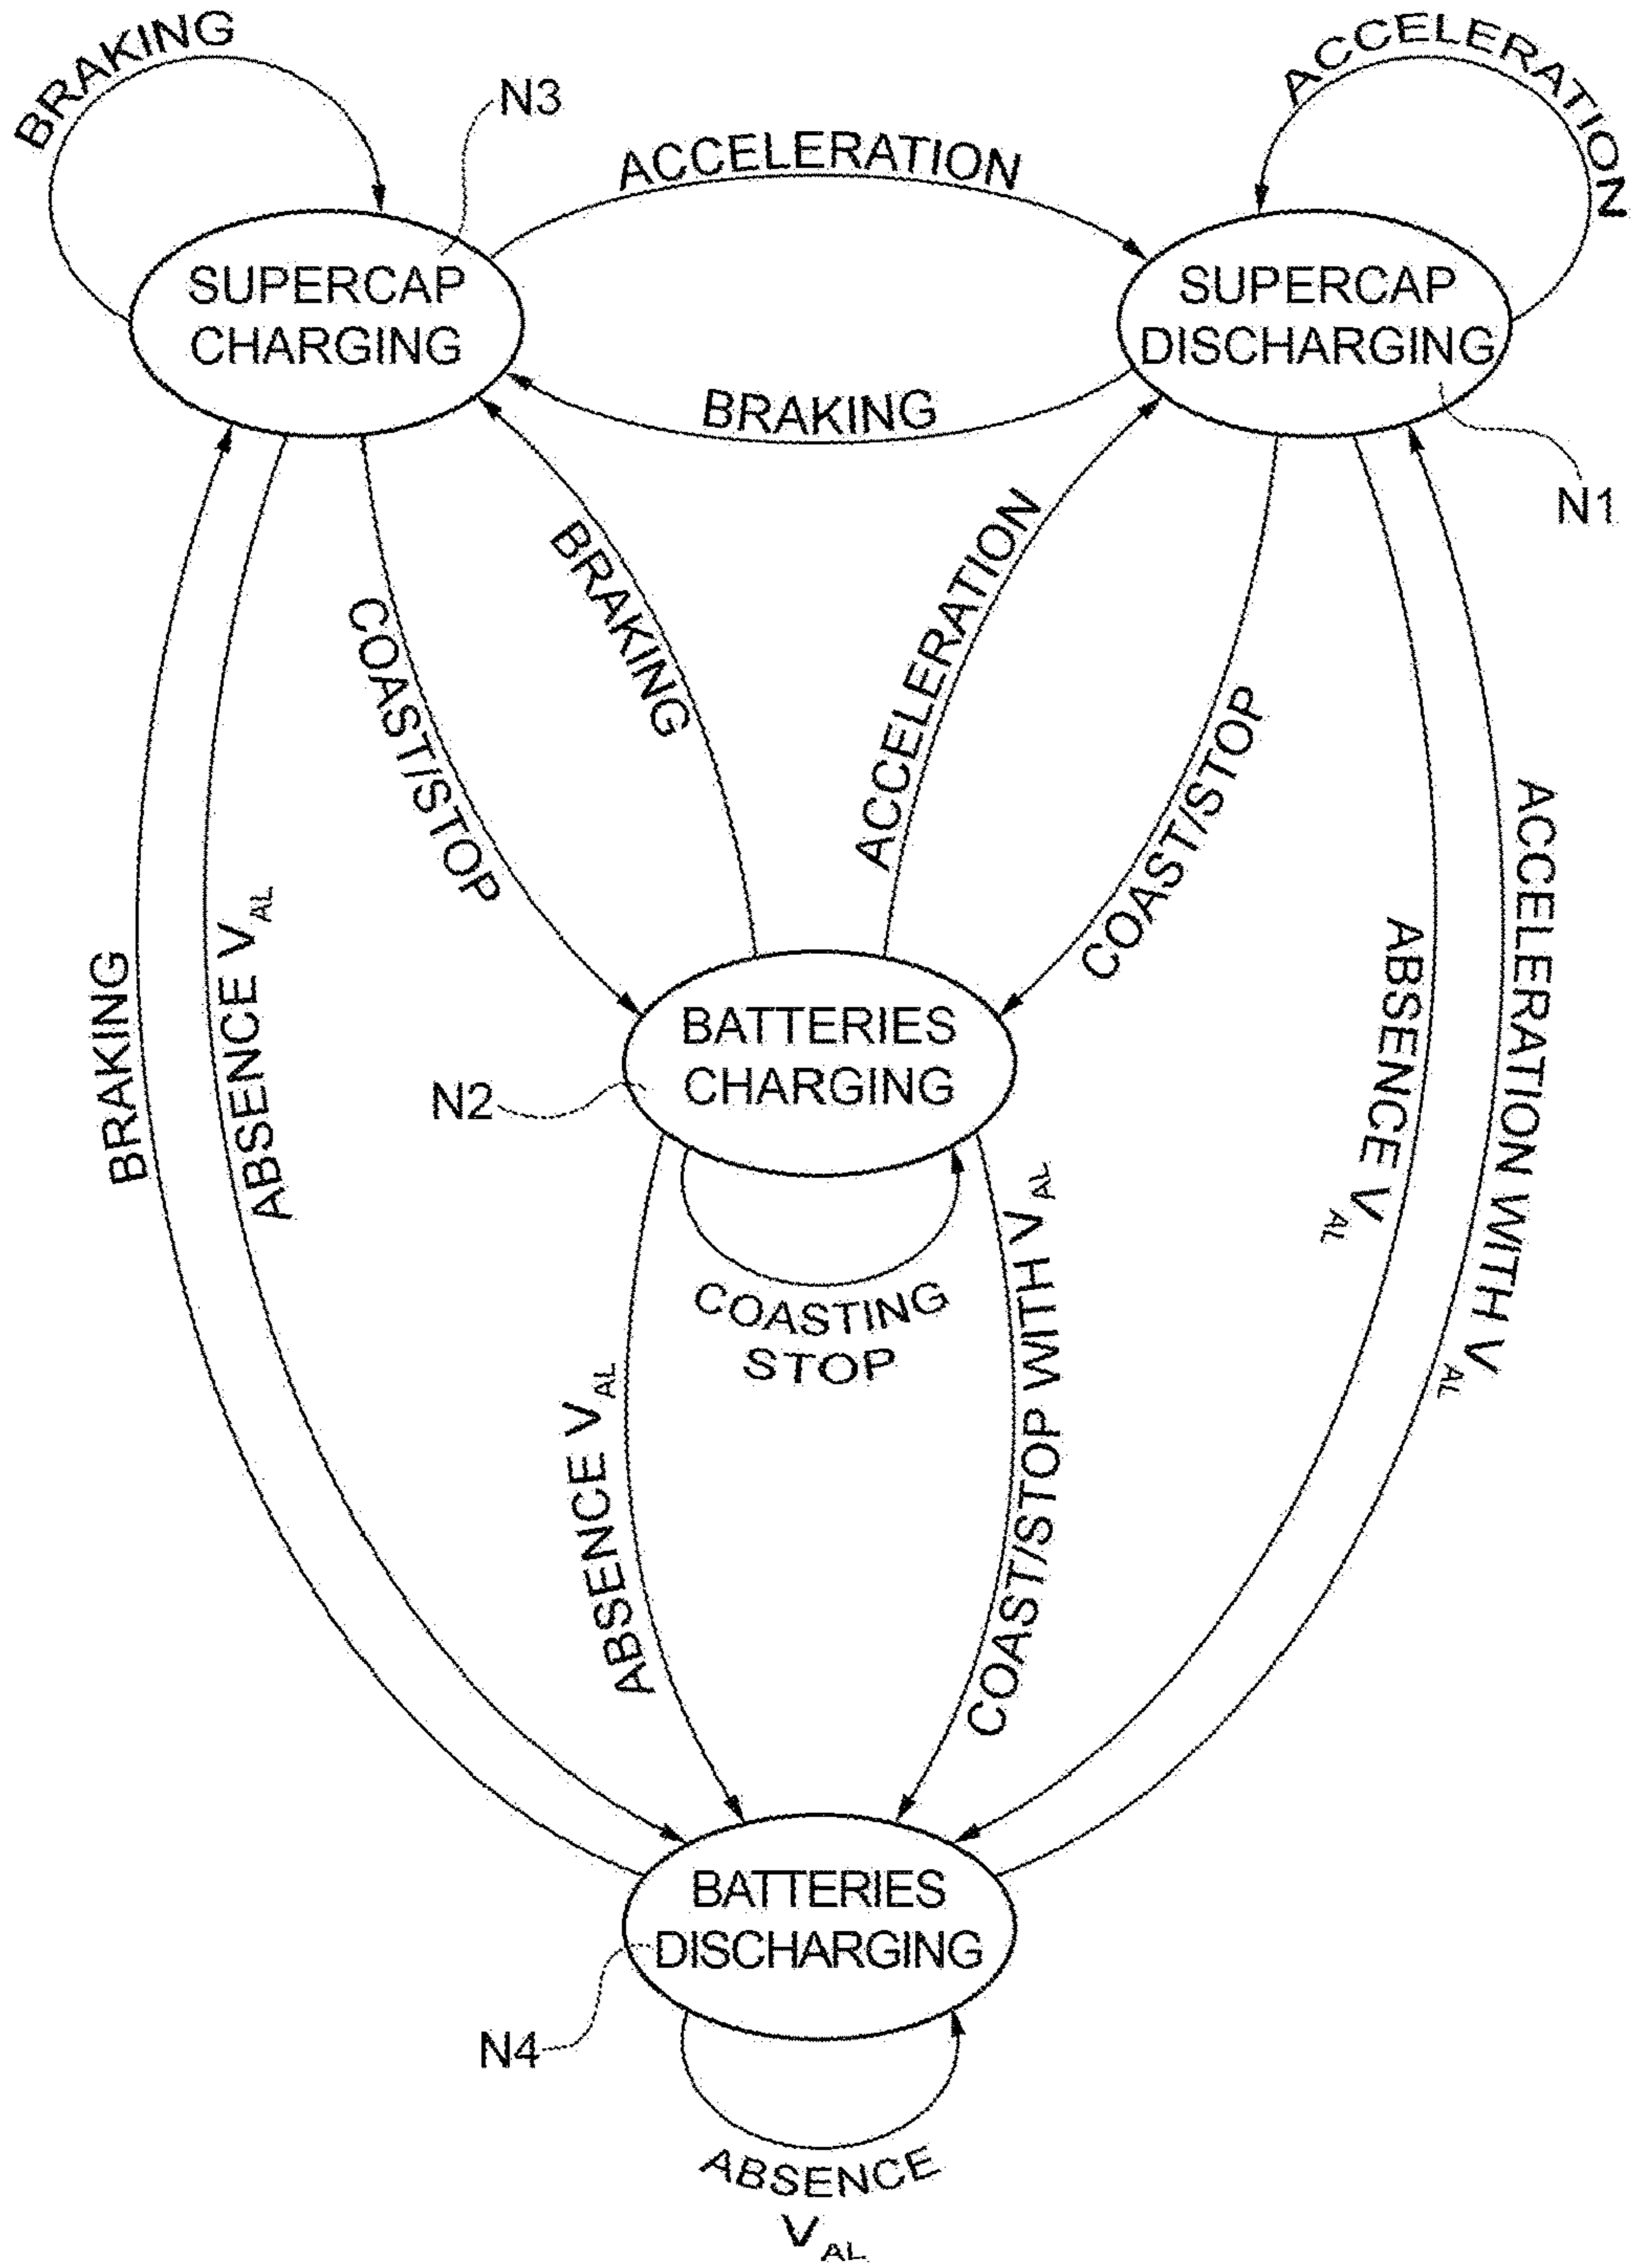 BRAKING
ACCELERATION
N3
ACCELERATION
SUPERCAP
CHARGING
SUPERCAP
DISCHARGING
BRAKING
N1
BRAKING
ACCELERATION
COAST/STOP
COAST/STOP
BRAKING
ABSENCE VAL
ABSENCE VAL
ACCELERATION WITH VAL
BATTERIES
CHARGING
N2
COASTING
STOP
ABSENCE VAL
COAST/STOP WITH VAL
BATTERIES
DISCHARGING
N4
ABSENCE
VAL